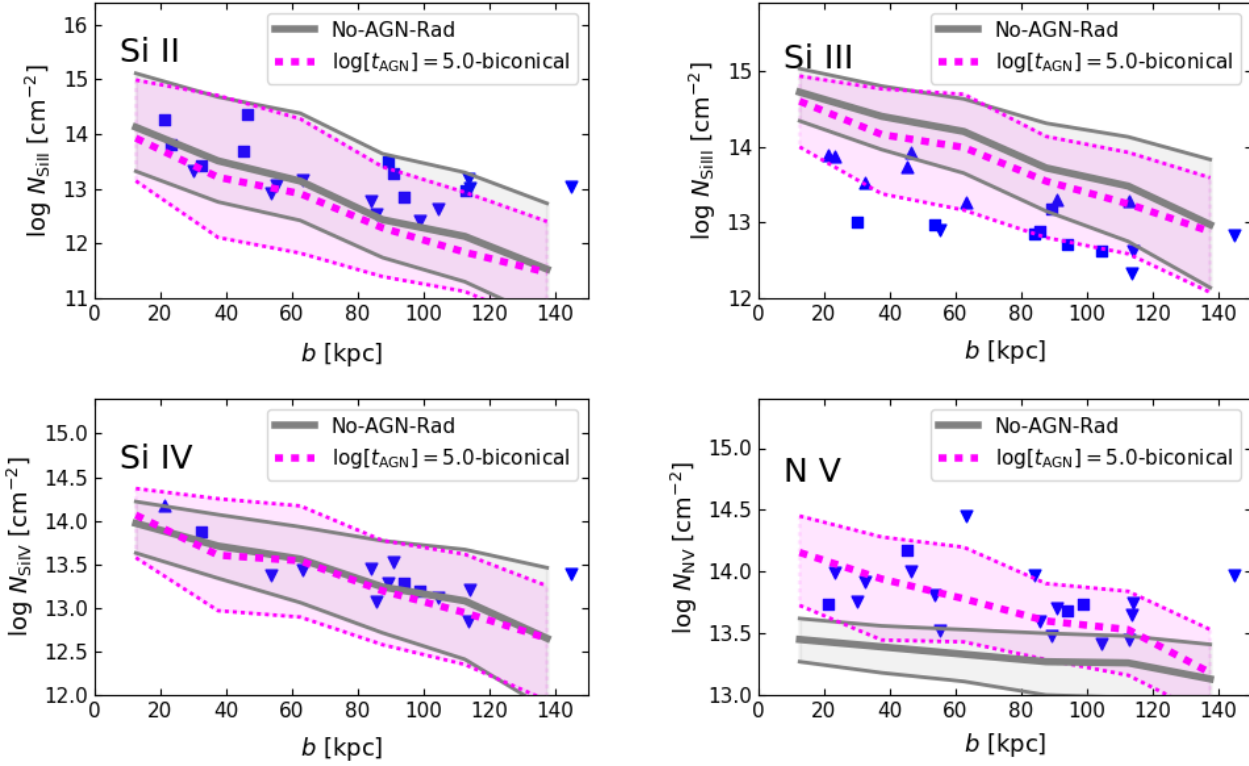 16
15
14
13
12
11
log N_SiII [cm⁻²]
Si II
No-AGN-Rad
log[t_AGN] = 5.0-biconical
0 20 40 60 80 100 120 140
b [kpc]
15
14
13
12
log N_SiIII [cm⁻²]
Si III
No-AGN-Rad
log[t_AGN] = 5.0-biconical
0 20 40 60 80 100 120 140
b [kpc]
15.0
14.5
14.0
13.5
13.0
12.5
12.0
log N_SiIV [cm⁻²]
Si IV
No-AGN-Rad
log[t_AGN] = 5.0-biconical
0 20 40 60 80 100 120 140
b [kpc]
15.0
14.5
14.0
13.5
13.0
log N_NV [cm⁻²]
N V
No-AGN-Rad
log[t_AGN] = 5.0-biconical
0 20 40 60 80 100 120 140
b [kpc]